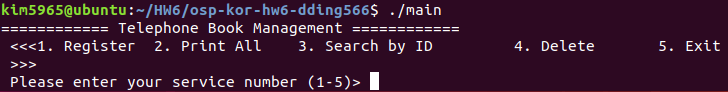 kim5965@ubuntu:~/HW6/osp-kor-hw6-dding566$ ./main
============ Telephone Book Management ============
<<<1. Register  2. Print All    3. Search by ID         4. Delete       5. Exit
>>>
Please enter your service number (1-5)>